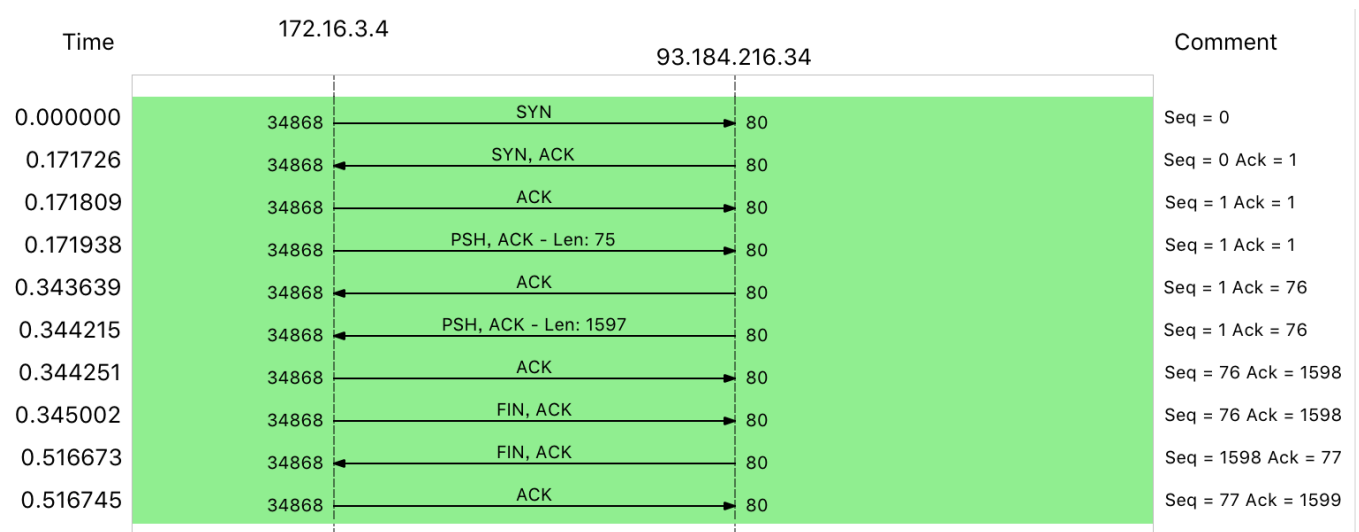 Time 172.16.3.4 93.184.216.34 Comment
0.000000 34868 SYN 80 Seq = 0
0.171726 34868 SYN, ACK 80 Seq = 0 Ack = 1
0.171809 34868 ACK 80 Seq = 1 Ack = 1
0.171938 34868 PSH, ACK - Len: 75 80 Seq = 1 Ack = 1
0.343639 34868 ACK 80 Seq = 1 Ack = 76
0.344215 34868 PSH, ACK - Len: 1597 80 Seq = 1 Ack = 76
0.344251 34868 ACK 80 Seq = 76 Ack = 1598
0.345002 34868 FIN, ACK 80 Seq = 76 Ack = 1598
0.516673 34868 FIN, ACK 80 Seq = 1598 Ack = 77
0.516745 34868 ACK 80 Seq = 77 Ack = 1599